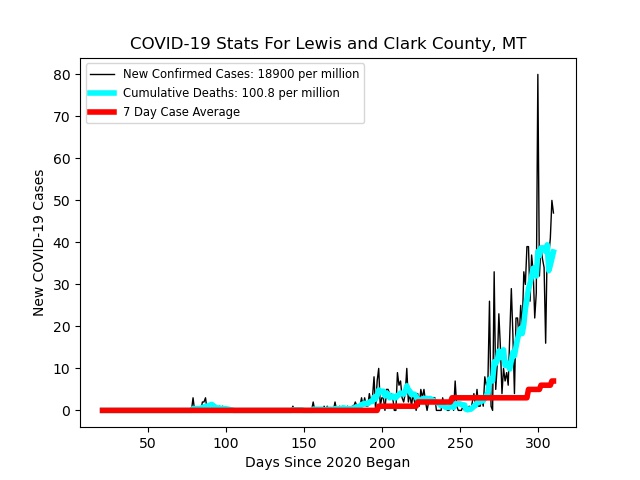 COVID-19 Stats For Lewis and Clark County, MT
New Confirmed Cases: 18900 per million
Cumulative Deaths: 100.8 per million
7 Day Case Average
80
70
60
50
40
30
20
10
0
New COVID-19 Cases
50 100 150 200 250 300
Days Since 2020 Began